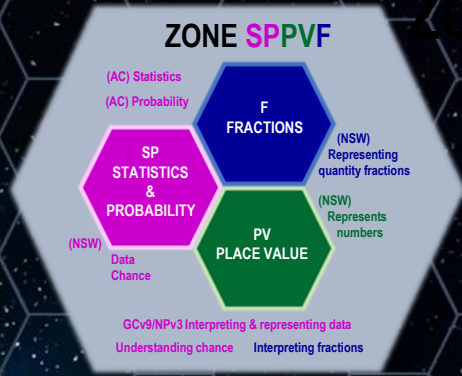 ZONE SPPVF
(AC) Statistics
(AC) Probability
F
FRACTIONS
(NSW)
Representing
quantity fractions
SP
STATISTICS
&
PROBABILITY
(NSW)
Data
Chance
(NSW)
Represents
numbers
PV
PLACE VALUE
GCv9/NPv3 Interpreting & representing data
Understanding chance Interpreting fractions